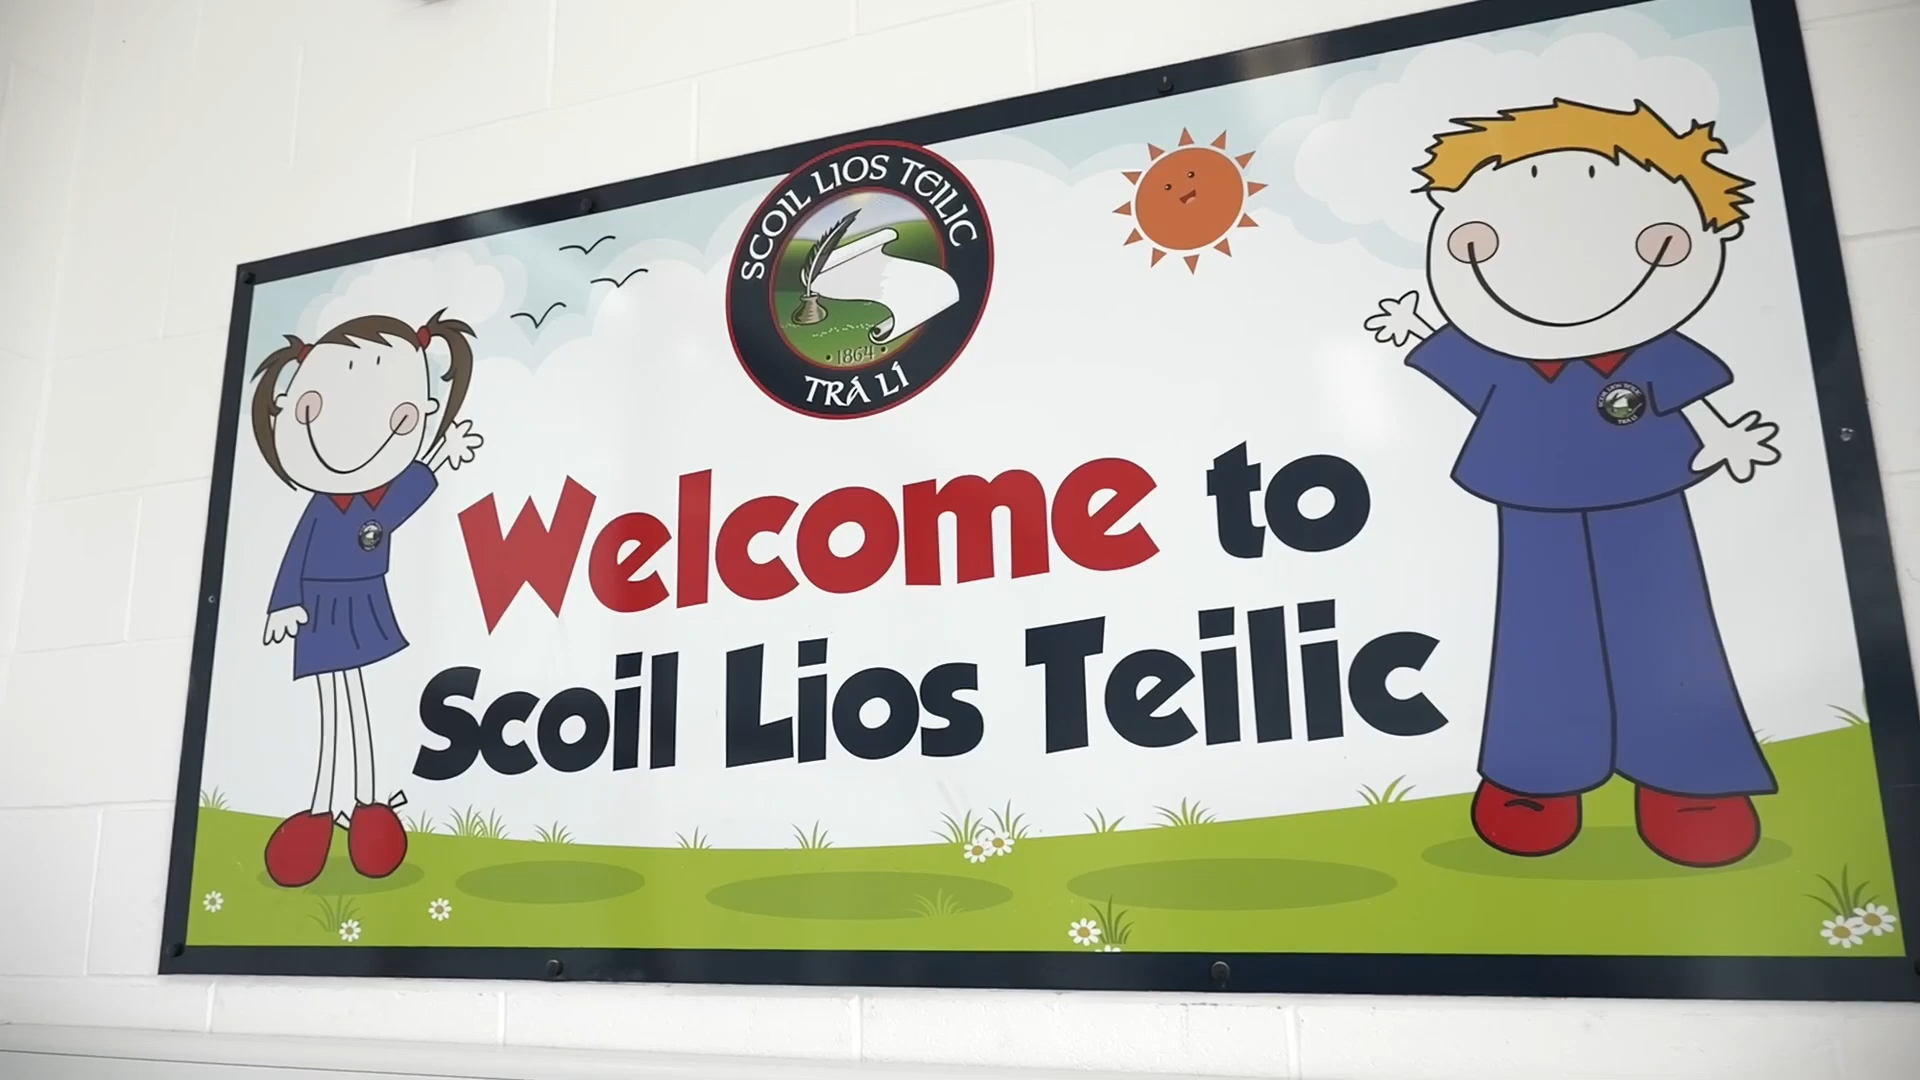 SCOIL LIOS TEILIC
• 1864 •
TRÁ LÍ
Welcome to
Scoil Lios Teilic